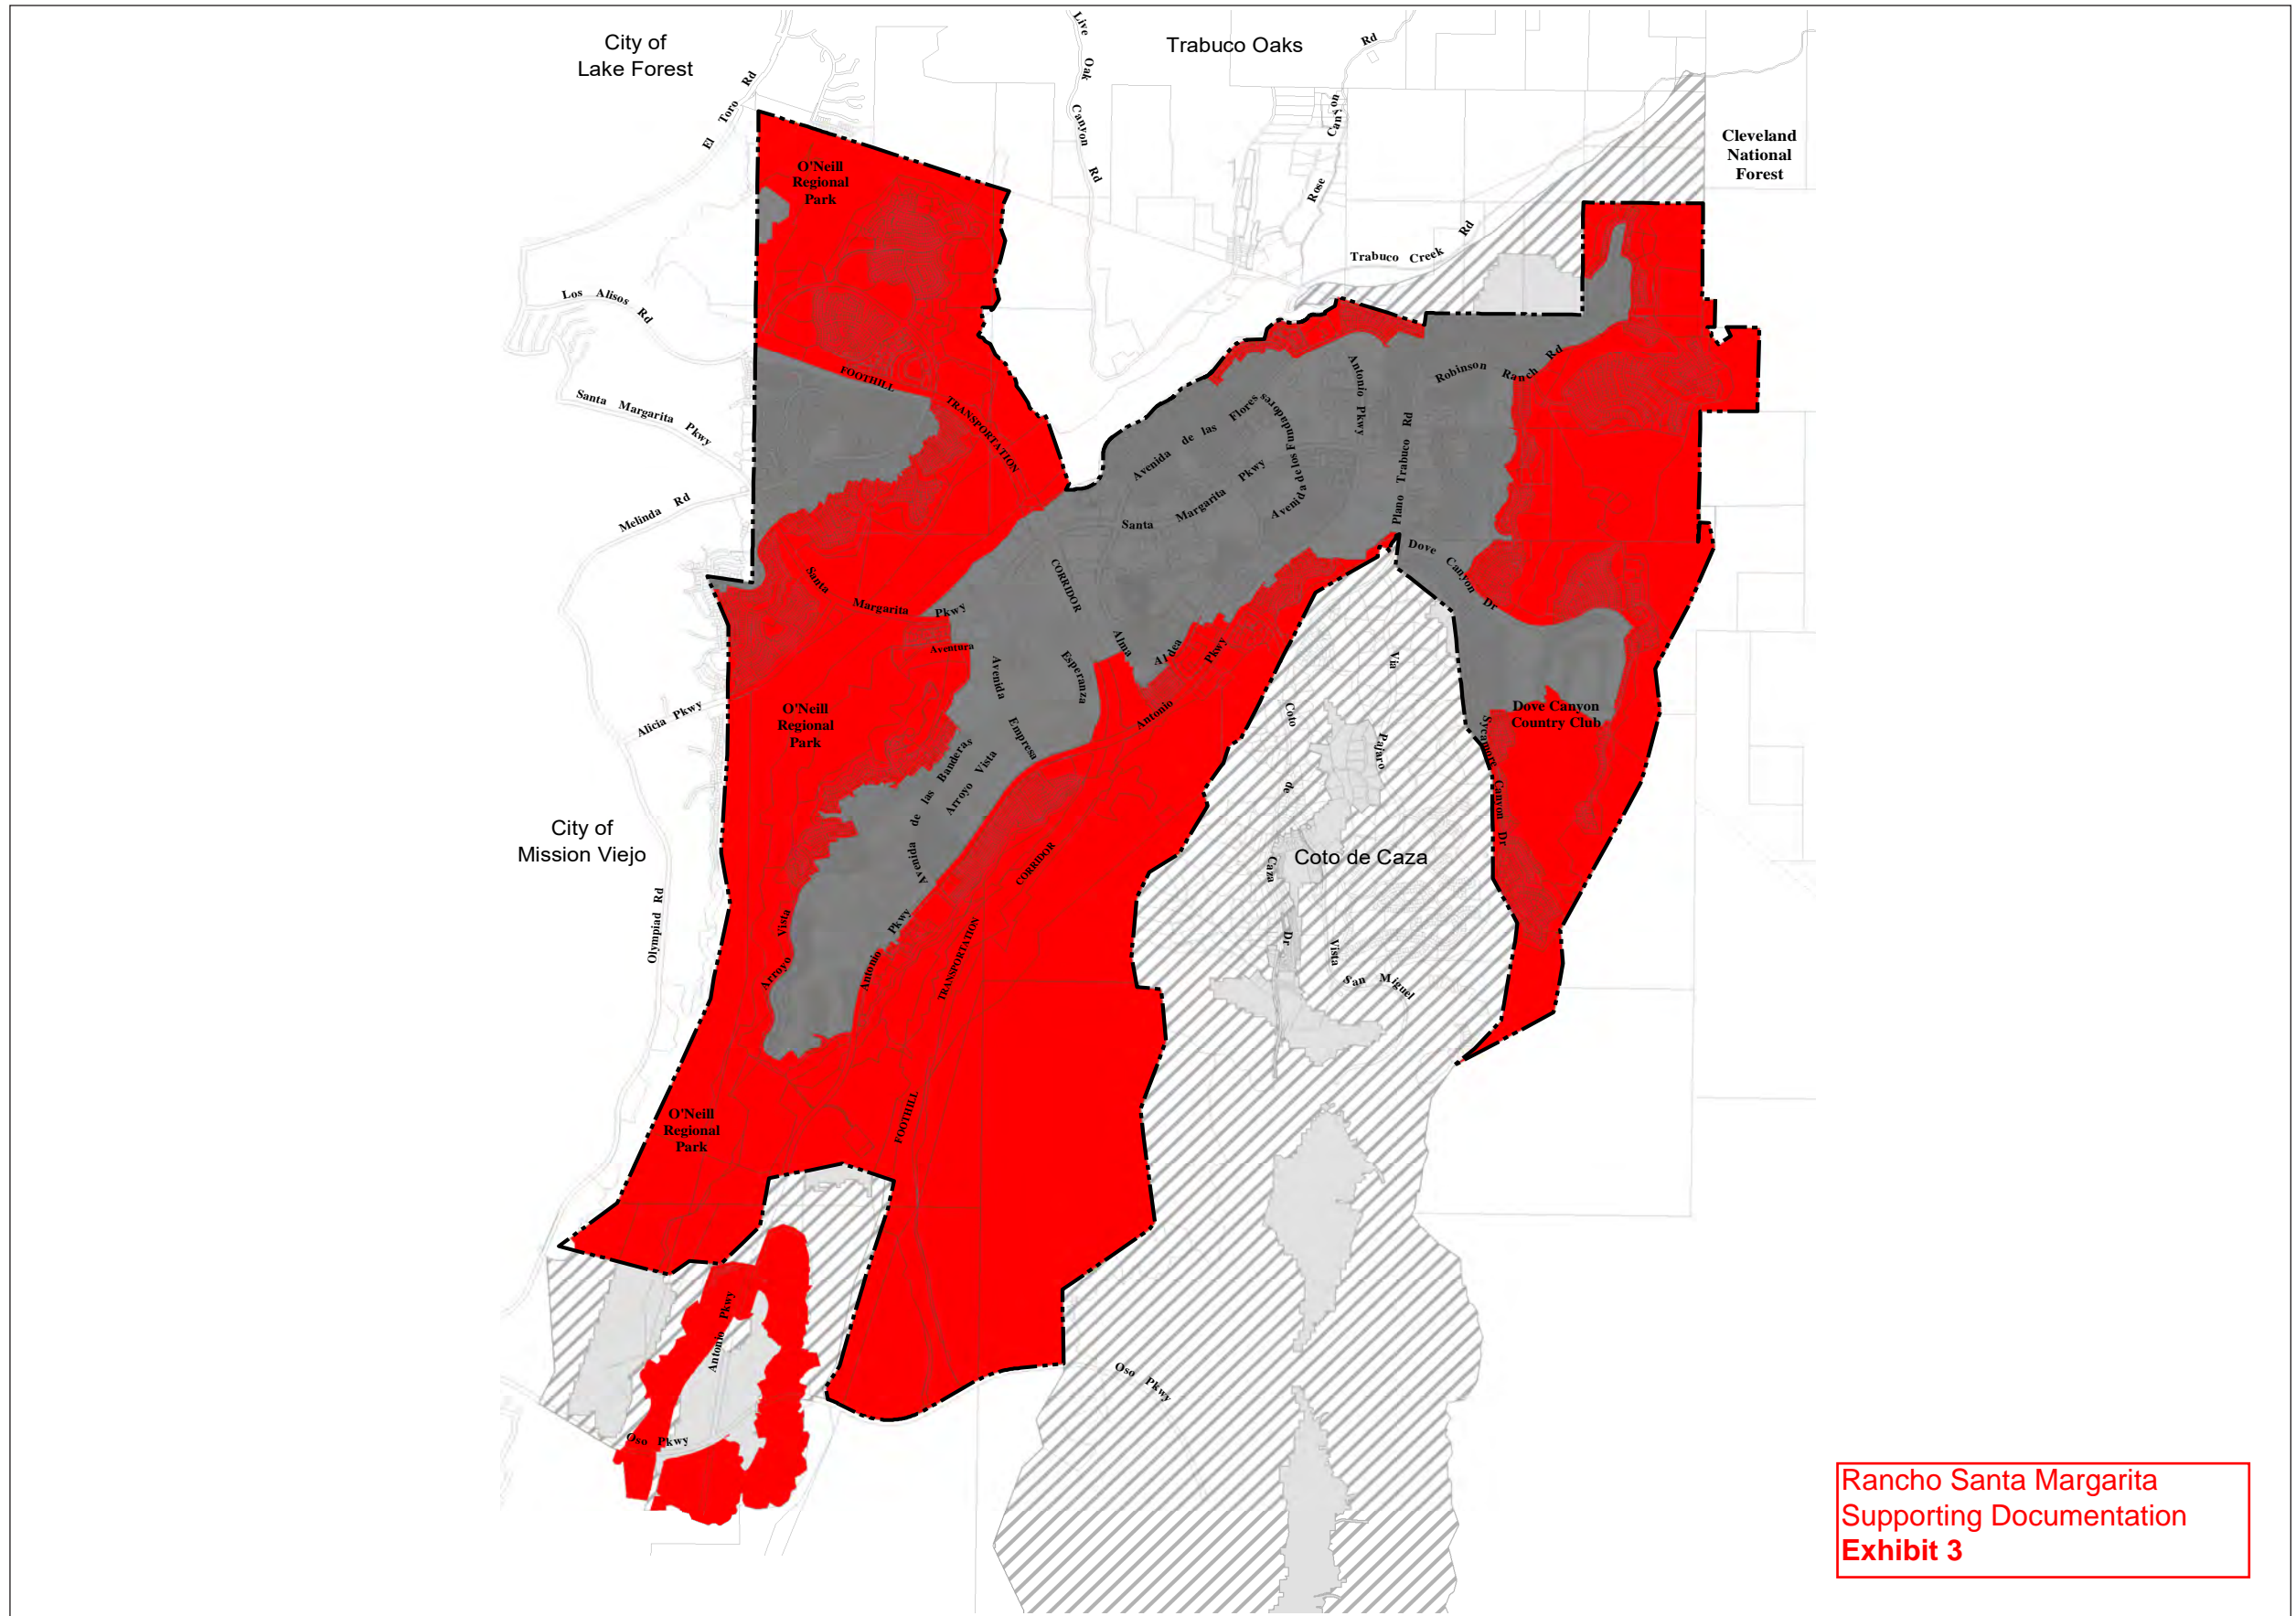 City of
Lake Forest
Trabuco Oaks
El Toro Rd
Live Oak Canyon Rd
Rose Canyon Rd
Cleveland
National
Forest
O'Neill
Regional
Park
Trabuco Creek Rd
Los Alisos Rd
Santa Margarita Pkwy
FOOTHILL
TRANSPORTATION
CORRIDOR
Antonio Pkwy
Robinson Ranch Rd
Avenida de las Flores
Avenida de los Fundadores
Plano Trabuco Rd
Santa Margarita Pkwy
Melinda Rd
Dove Canyon Dr
Santa Margarita Pkwy
Aventura
Avenida Empresa
Esperanza
Alma Aldea
Antonio Pkwy
Via Pajaro
Alicia Pkwy
O'Neill
Regional
Park
Dove Canyon
Country Club
Sycamore Canyon Dr
Coto de Caza Dr
Avenida de las Banderas
Arroyo Vista
City of
Mission Viejo
Coto de Caza
CORRIDOR
TRANSPORTATION
FOOTHILL
Olympiad Rd
Arroyo Vista
Antonio Pkwy
Vista
San Miguel
O'Neill
Regional
Park
Antonio Pkwy
Oso Pkwy
Oso Pkwy
Rancho Santa Margarita
Supporting Documentation
Exhibit 3